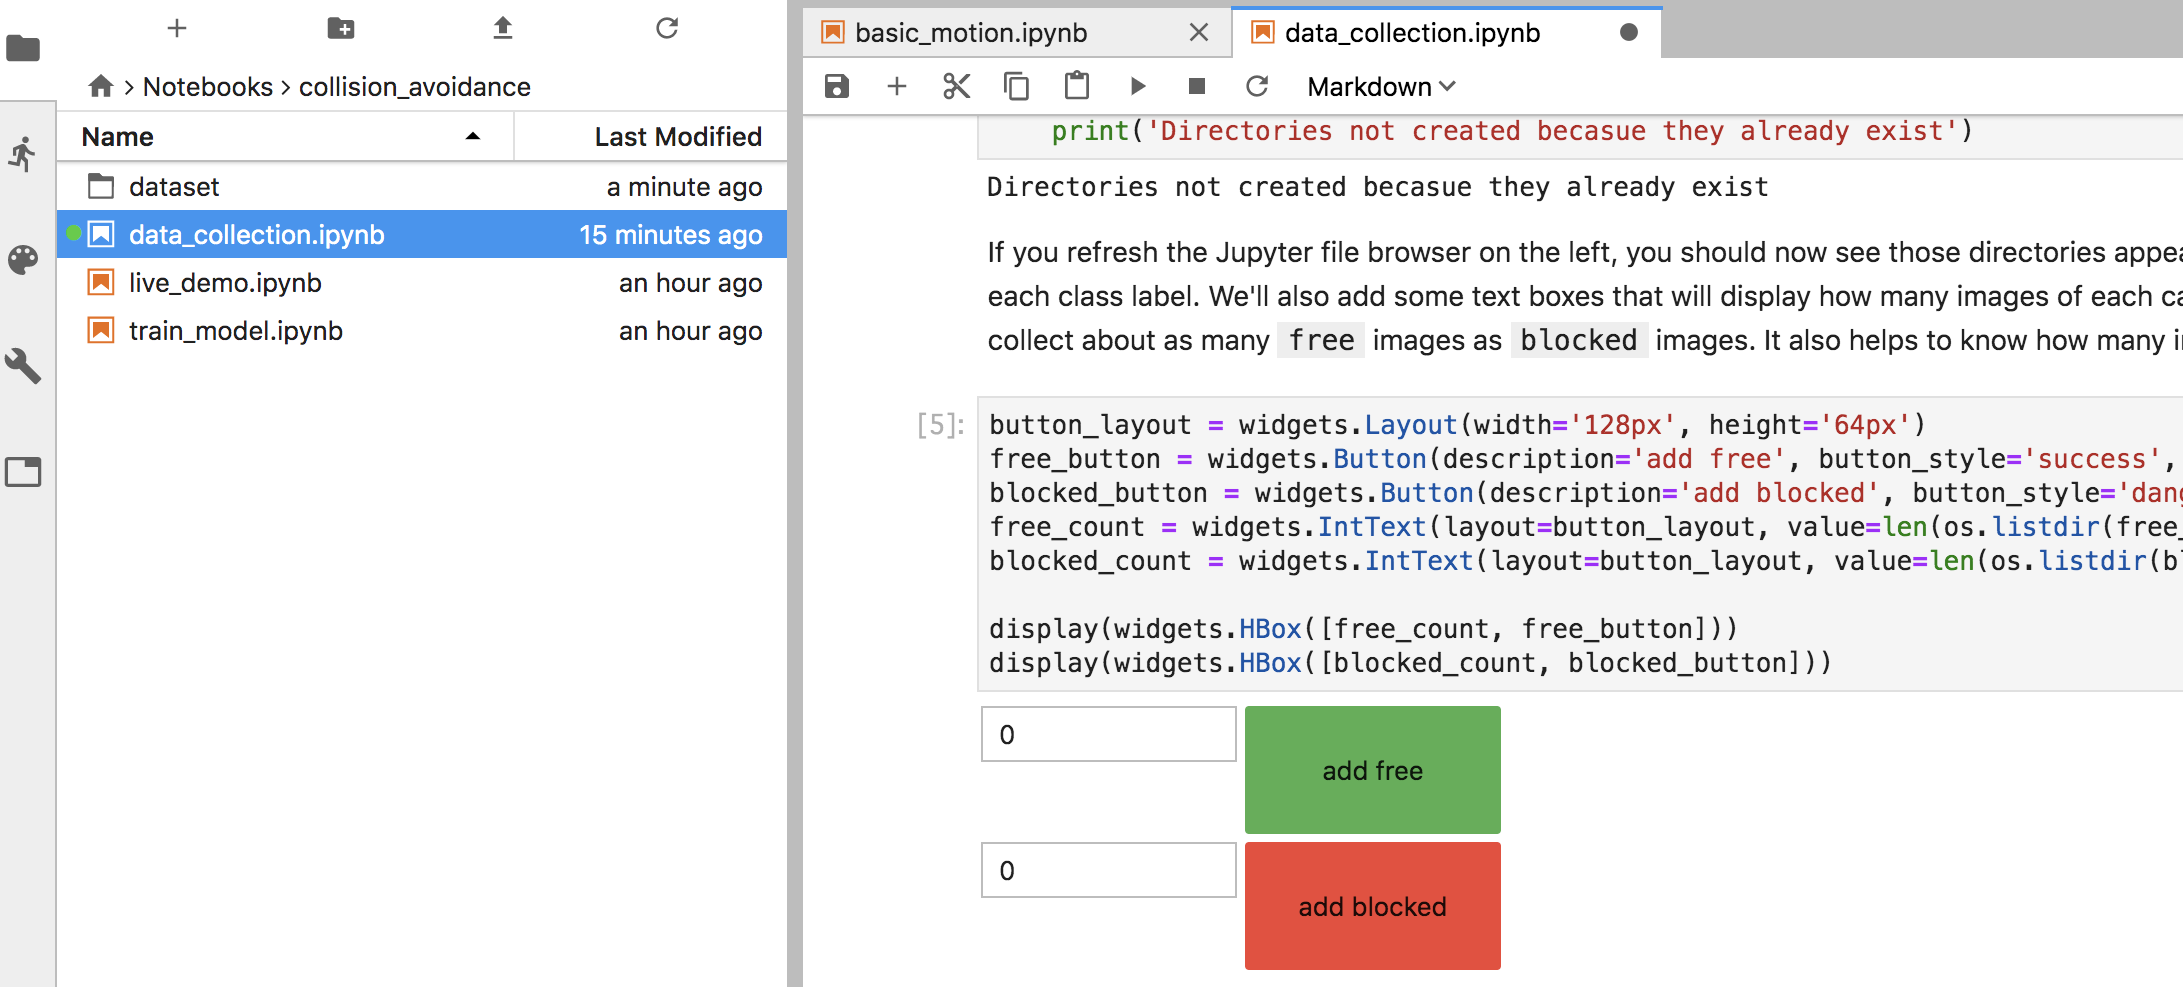 Notebooks > collision_avoidance
Name Last Modified
dataset a minute ago
data_collection.ipynb 15 minutes ago
live_demo.ipynb an hour ago
train_model.ipynb an hour ago
basic_motion.ipynb data_collection.ipynb
Markdown
print('Directories not created becasue they already exist')
Directories not created becasue they already exist
If you refresh the Jupyter file browser on the left, you should now see those directories appea
each class label. We'll also add some text boxes that will display how many images of each ca
collect about as many free images as blocked images. It also helps to know how many i
[5]:
button_layout = widgets.Layout(width='128px', height='64px')
free_button = widgets.Button(description='add free', button_style='success',
blocked_button = widgets.Button(description='add blocked', button_style='dang
free_count = widgets.IntText(layout=button_layout, value=len(os.listdir(free_
blocked_count = widgets.IntText(layout=button_layout, value=len(os.listdir(b
display(widgets.HBox([free_count, free_button]))
display(widgets.HBox([blocked_count, blocked_button]))
0
add free
0
add blocked